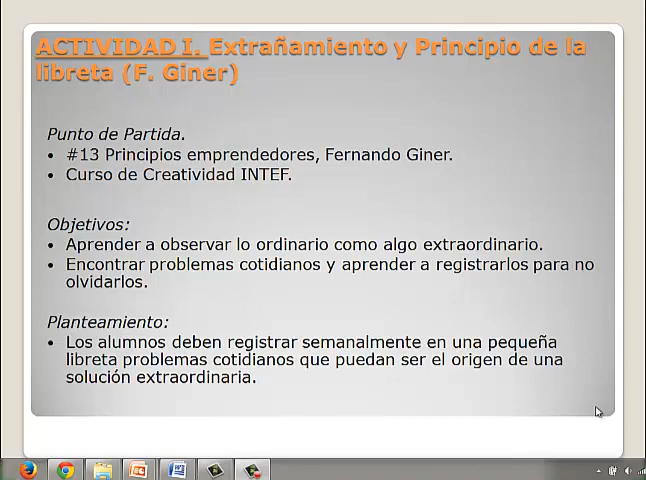 ACTIVIDAD I. Extrañamiento y Principio de la
libreta (F. Giner)
Punto de Partida.
• #13 Principios emprendedores, Fernando Giner.
• Curso de Creatividad INTEF.
Objetivos:
• Aprender a observar lo ordinario como algo extraordinario.
• Encontrar problemas cotidianos y aprender a registrarlos para no
olvidarlos.
Planteamiento:
• Los alumnos deben registrar semanalmente en una pequeña
libreta problemas cotidianos que puedan ser el origen de una
solución extraordinaria.